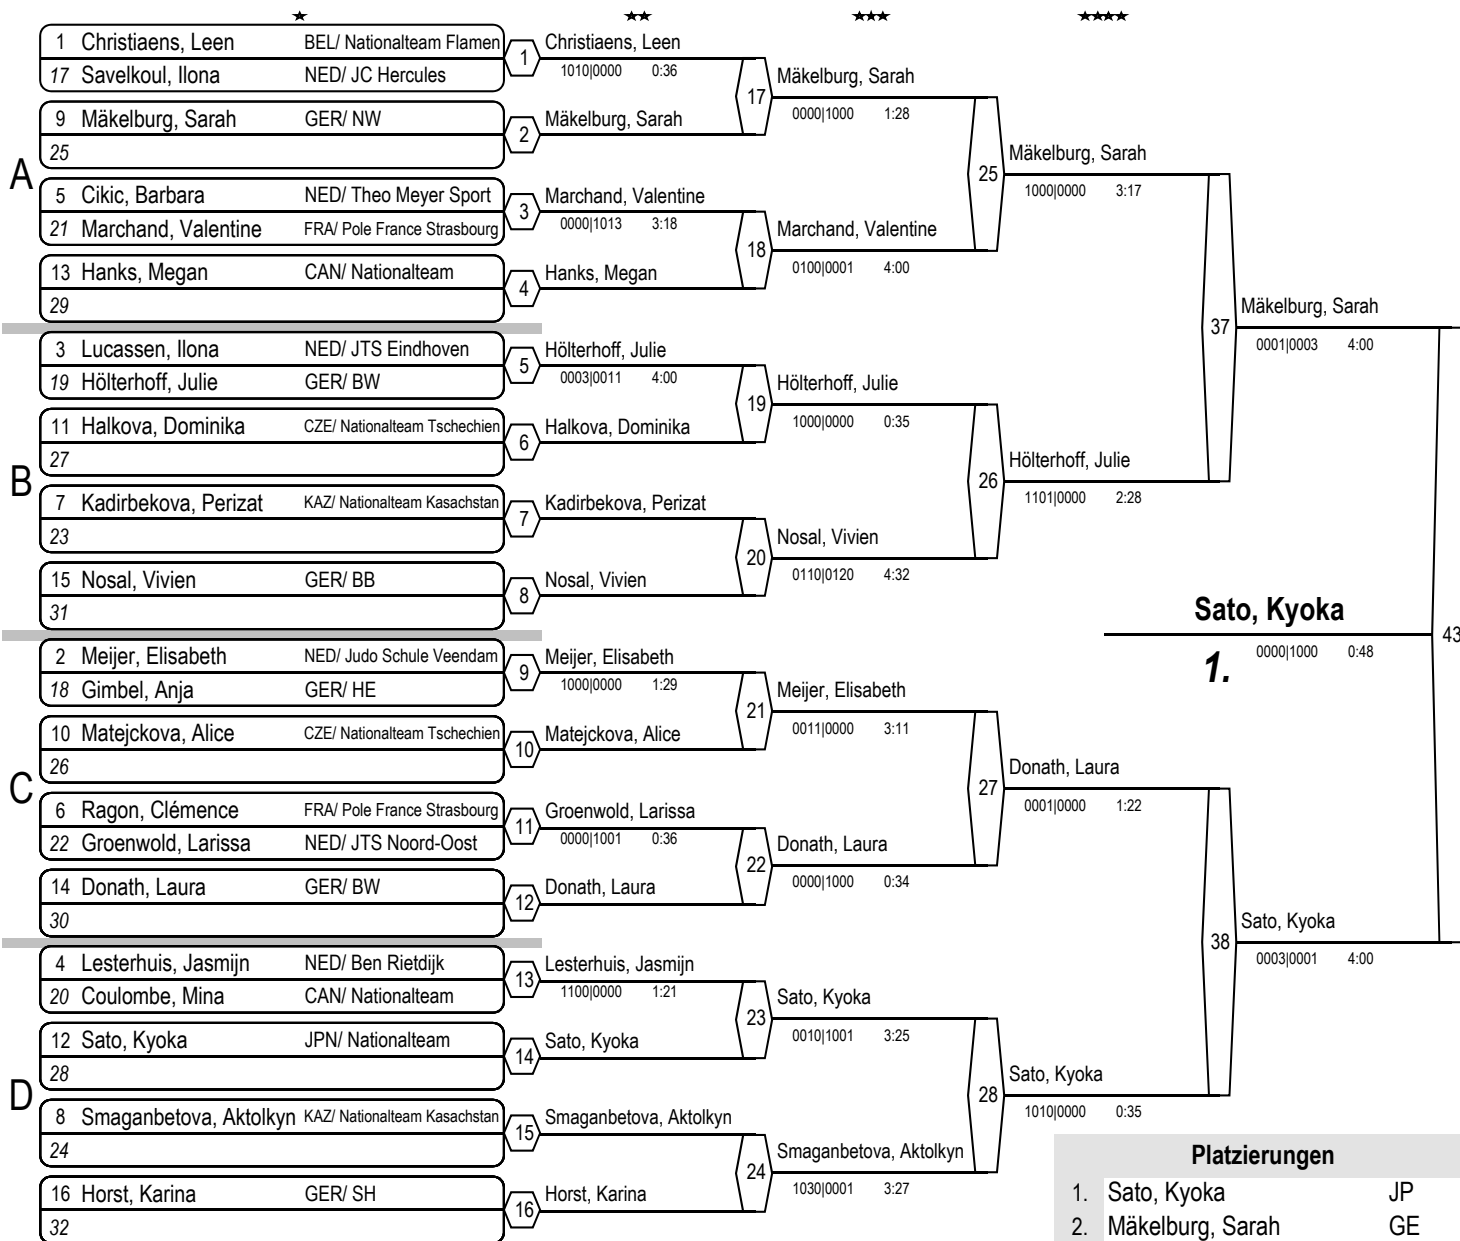 ★ ★★ ★★★ ★★★★
A
1 Christiaens, Leen BEL/ Nationalteam Flamen
17 Savelkoul, Ilona NED/ JC Hercules
9 Mäkelburg, Sarah GER/ NW
25
5 Cikic, Barbara NED/ Theo Meyer Sport
21 Marchand, Valentine FRA/ Pole France Strasbourg
13 Hanks, Megan CAN/ Nationalteam
29
B
3 Lucassen, Ilona NED/ JTS Eindhoven
19 Hölterhoff, Julie GER/ BW
11 Halkova, Dominika CZE/ Nationalteam Tschechien
27
7 Kadirbekova, Perizat KAZ/ Nationalteam Kasachstan
23
15 Nosal, Vivien GER/ BB
31
C
2 Meijer, Elisabeth NED/ Judo Schule Veendam
18 Gimbel, Anja GER/ HE
10 Matejckova, Alice CZE/ Nationalteam Tschechien
26
6 Ragon, Clémence FRA/ Pole France Strasbourg
22 Groenwold, Larissa NED/ JTS Noord-Oost
14 Donath, Laura GER/ BW
30
D
4 Lesterhuis, Jasmijn NED/ Ben Rietdijk
20 Coulombe, Mina CAN/ Nationalteam
12 Sato, Kyoka JPN/ Nationalteam
28
8 Smaganbetova, Aktolkyn KAZ/ Nationalteam Kasachstan
24
16 Horst, Karina GER/ SH
32
1 Christiaens, Leen
1010|0000 0:36
2 Mäkelburg, Sarah
3 Marchand, Valentine
0000|1013 3:18
4 Hanks, Megan
5 Hölterhoff, Julie
0003|0011 4:00
6 Halkova, Dominika
7 Kadirbekova, Perizat
8 Nosal, Vivien
9 Meijer, Elisabeth
1000|0000 1:29
10 Matejckova, Alice
11 Groenwold, Larissa
0000|1001 0:36
12 Donath, Laura
13 Lesterhuis, Jasmijn
1100|0000 1:21
14 Sato, Kyoka
15 Smaganbetova, Aktolkyn
16 Horst, Karina
17 Mäkelburg, Sarah
0000|1000 1:28
18 Marchand, Valentine
0100|0001 4:00
19 Hölterhoff, Julie
1000|0000 0:35
20 Nosal, Vivien
0110|0120 4:32
21 Meijer, Elisabeth
0011|0000 3:11
22 Donath, Laura
0000|1000 0:34
23 Sato, Kyoka
0010|1001 3:25
24 Smaganbetova, Aktolkyn
1030|0001 3:27
25 Mäkelburg, Sarah
1000|0000 3:17
26 Hölterhoff, Julie
1101|0000 2:28
27 Donath, Laura
0001|0000 1:22
28 Sato, Kyoka
1010|0000 0:35
37 Mäkelburg, Sarah
0001|0003 4:00
38 Sato, Kyoka
0003|0001 4:00
Sato, Kyoka 43
1. 0000|1000 0:48
Platzierungen
1. Sato, Kyoka JP
2. Mäkelburg, Sarah GE